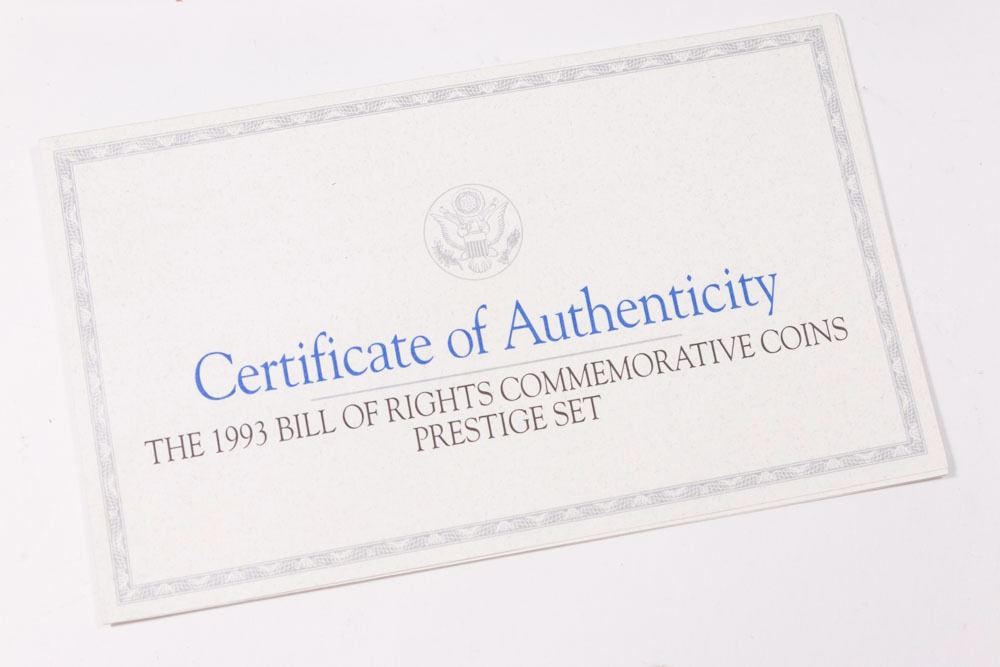 Certificate of Authenticity
THE 1993 BILL OF RIGHTS COMMEMORATIVE COINS
PRESTIGE SET